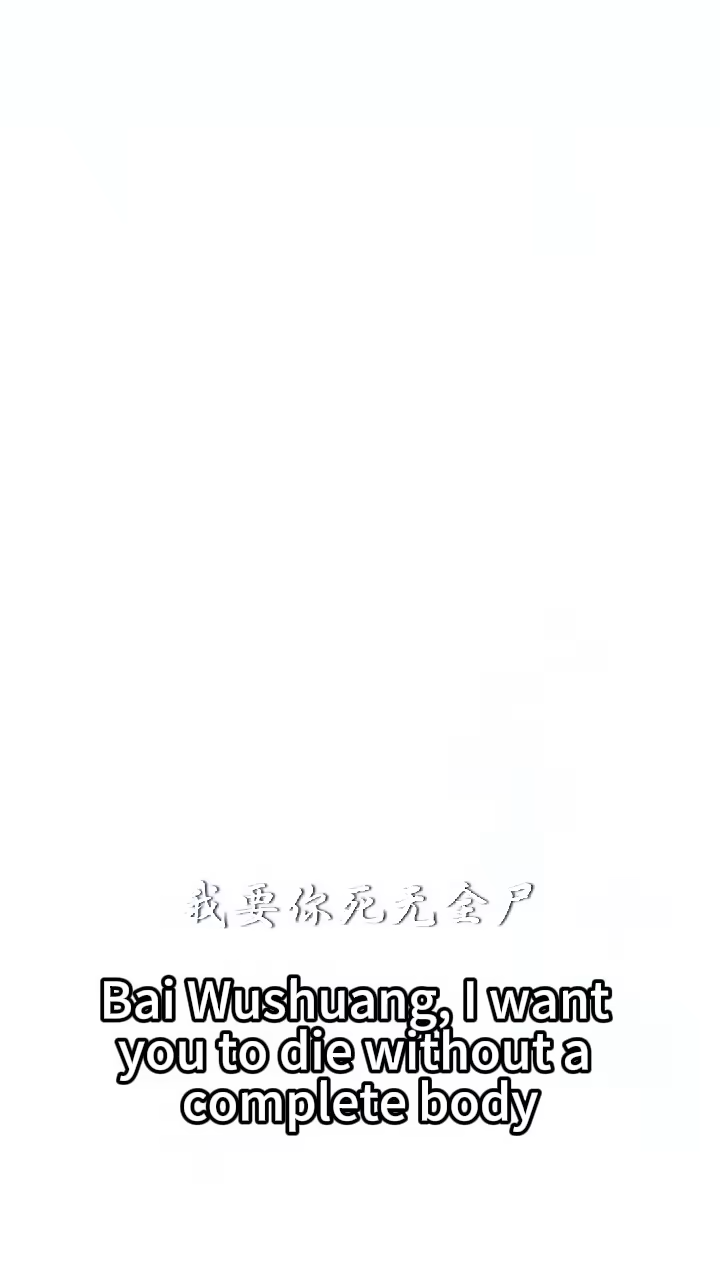 我要你死无全尸
Bai Wushuang, I want
you to die without a
complete body